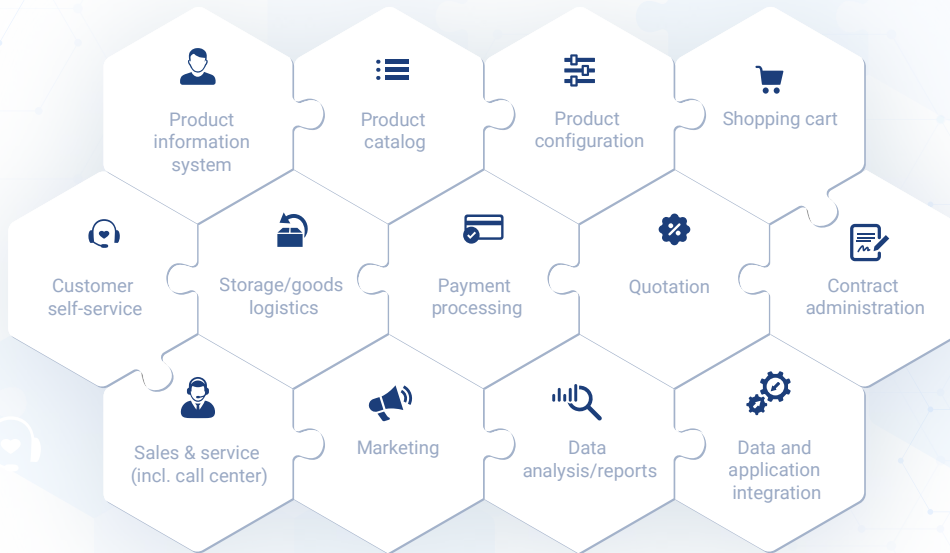 Product
information
system
Product
catalog
Product
configuration
Shopping cart
Customer
self-service
Storage/goods
logistics
Payment
processing
Quotation
Contract
administration
Sales & service
(incl. call center)
Marketing
Data
analysis/reports
Data and
application
integration